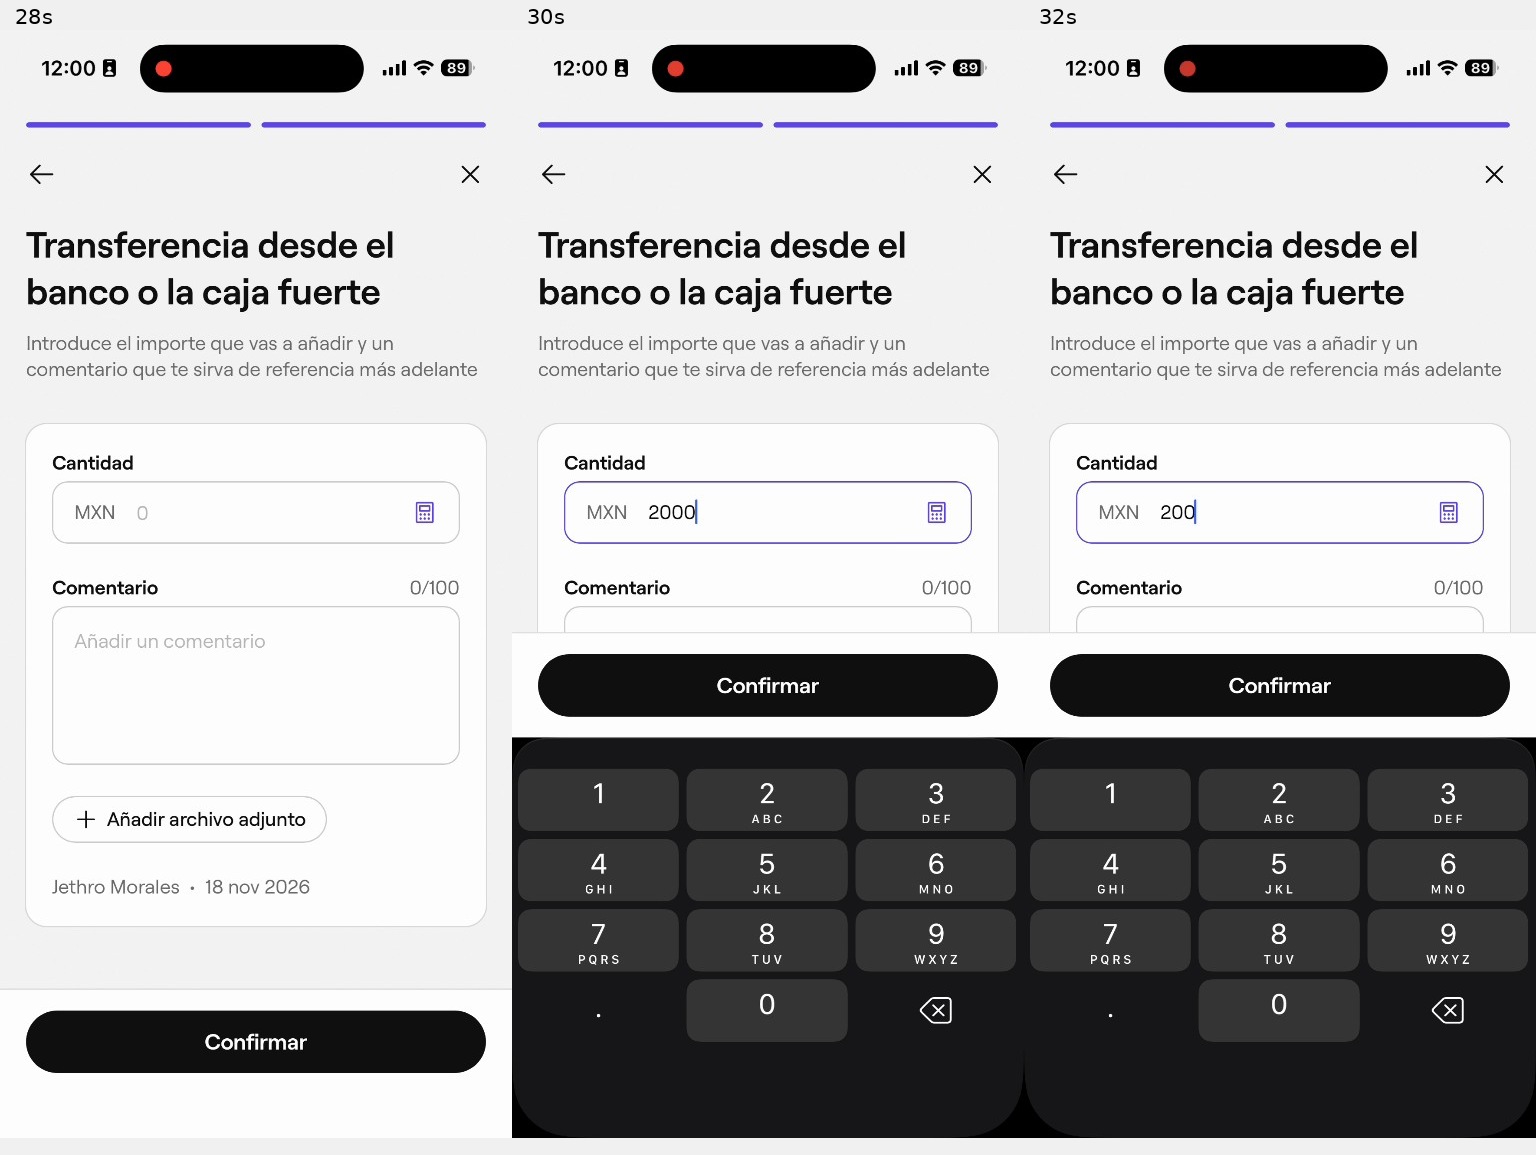 28s
12:00
89
Transferencia desde el
banco o la caja fuerte
Introduce el importe que vas a añadir y un
comentario que te sirva de referencia más adelante
Cantidad
MXN 0
Comentario 0/100
Añadir un comentario
+ Añadir archivo adjunto
Jethro Morales • 18 nov 2026
Confirmar
30s
12:00
89
Transferencia desde el
banco o la caja fuerte
Introduce el importe que vas a añadir y un
comentario que te sirva de referencia más adelante
Cantidad
MXN 2000
Comentario 0/100
Confirmar
1 2 3
ABC DEF
4 5 6
GHI JKL MNO
7 8 9
PQRS TUV WXYZ
. 0
32s
12:00
89
Transferencia desde el
banco o la caja fuerte
Introduce el importe que vas a añadir y un
comentario que te sirva de referencia más adelante
Cantidad
MXN 200
Comentario 0/100
Confirmar
1 2 3
ABC DEF
4 5 6
GHI JKL MNO
7 8 9
PQRS TUV WXYZ
. 0